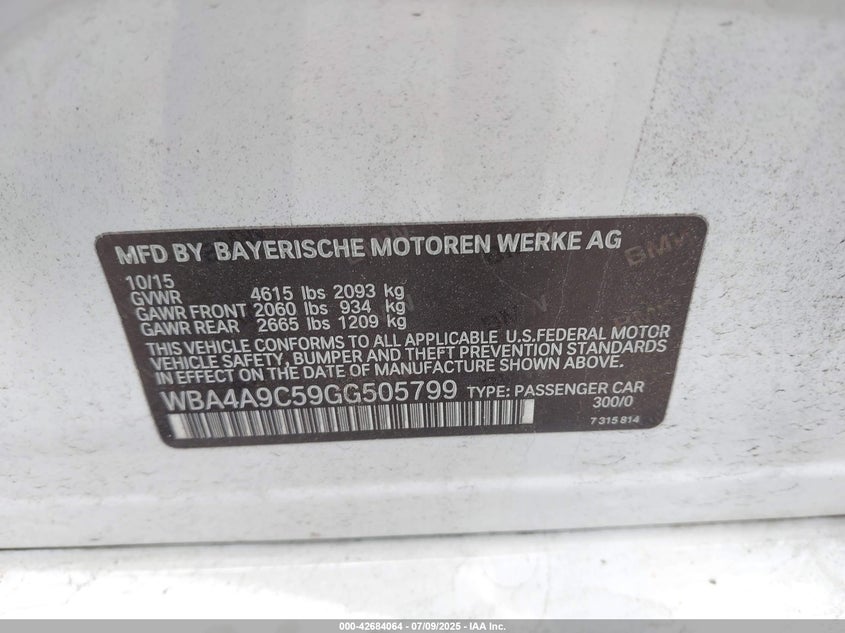 MFD BY BAYERISCHE MOTOREN WERKE AG
10/15
GVWR 4615 lbs 2093 kg
GAWR FRONT 2060 lbs 934 kg
GAWR REAR 2665 lbs 1209 kg
THIS VEHICLE CONFORMS TO ALL APPLICABLE U.S.FEDERAL MOTOR
VEHICLE SAFETY, BUMPER AND THEFT PREVENTION STANDARDS
IN EFFECT ON THE DATE OF MANUFACTURE SHOWN ABOVE.
WBA4A9C59GG505799 TYPE: PASSENGER CAR
300/0
7 315 814
BMW
000-42684064 / 07/09/2025 - IAA Inc.